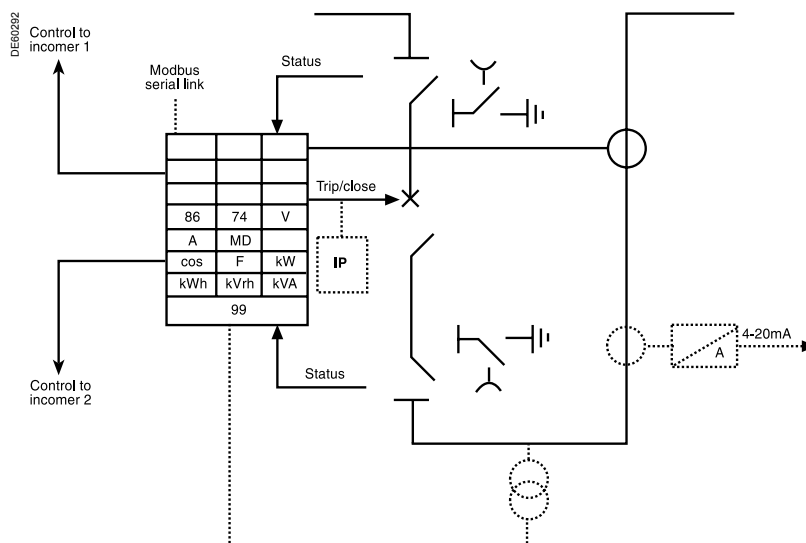 DE60292
Control to
incomer 1
Modbus
serial link
Status
Trip/close
86 74 V
A MD
cos F kW
kWh kVrh kVA
99
IP
4-20mA
A
Status
Control to
incomer 2